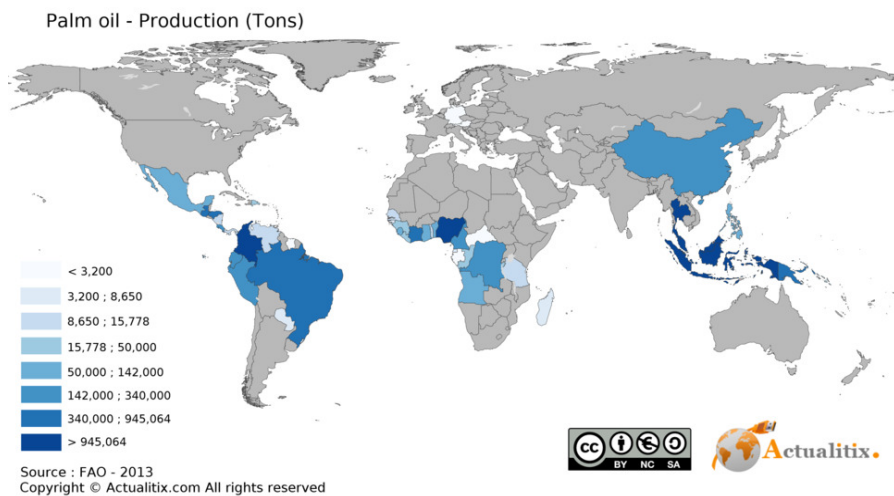 Palm oil - Production (Tons)
< 3,200
3,200 ; 8,650
8,650 ; 15,778
15,778 ; 50,000
50,000 ; 142,000
142,000 ; 340,000
340,000 ; 945,064
> 945,064
cc
BY NC SA
Actualitix.
Source : FAO - 2013
Copyright © Actualitix.com All rights reserved